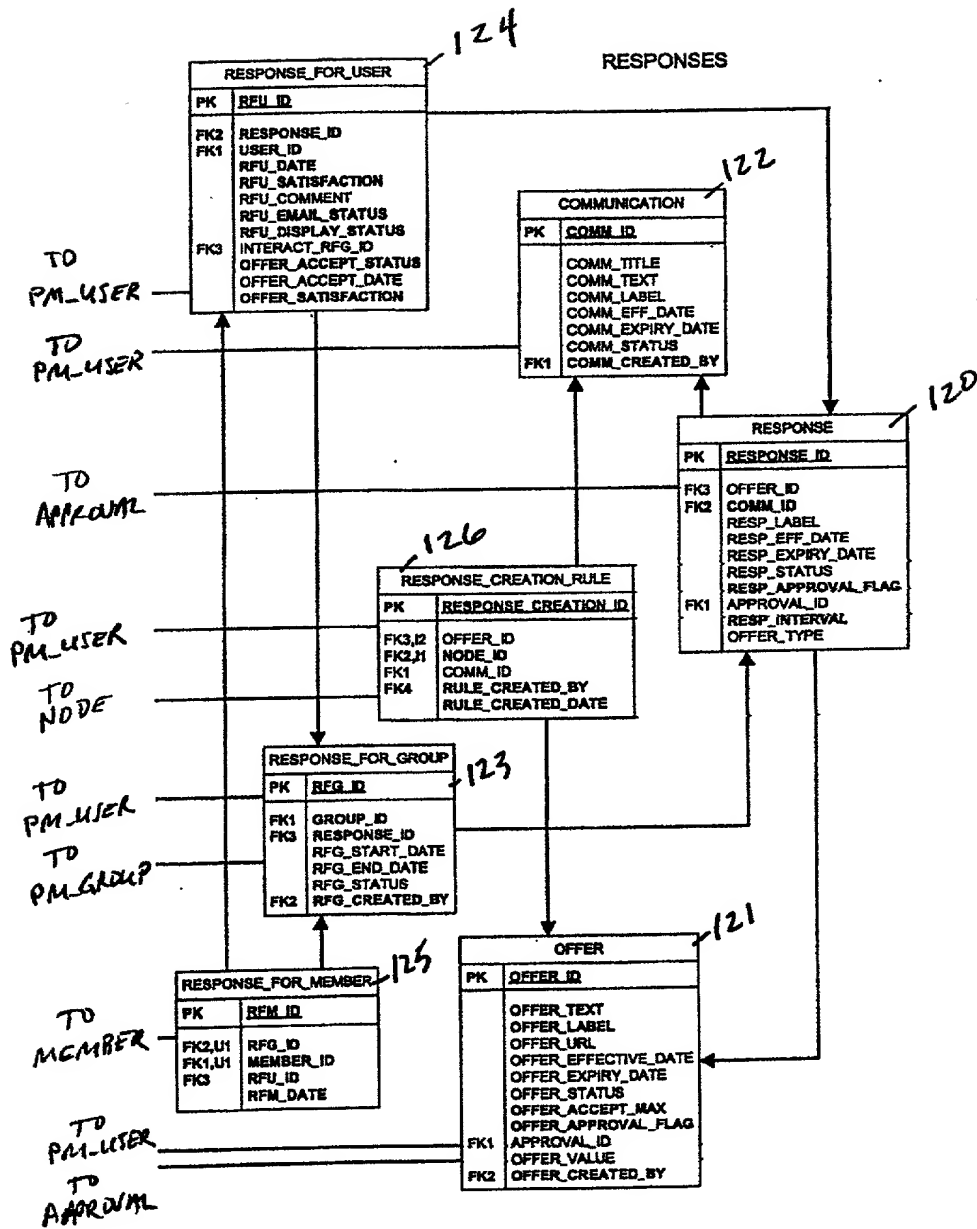 RESPONSES
124
RESPONSE_FOR_USER
PK RFU_ID
FK2 RESPONSE_ID
FK1 USER_ID
RFU_DATE
RFU_SATISFACTION
RFU_COMMENT
RFU_EMAIL_STATUS
RFU_DISPLAY_STATUS
FK3 INTERACT_RFG_ID
OFFER_ACCEPT_STATUS
OFFER_ACCEPT_DATE
OFFER_SATISFACTION
TO
PM_USER
122
COMMUNICATION
PK COMM_ID
COMM_TITLE
COMM_TEXT
COMM_LABEL
COMM_EFF_DATE
COMM_EXPIRY_DATE
COMM_STATUS
FK1 COMM_CREATED_BY
TO
PM_USER
120
RESPONSE
PK RESPONSE_ID
FK3 OFFER_ID
FK2 COMM_ID
RESP_LABEL
RESP_EFF_DATE
RESP_EXPIRY_DATE
RESP_STATUS
RESP_APPROVAL_FLAG
FK1 APPROVAL_ID
RESP_INTERVAL
OFFER_TYPE
TO
APPROVAL
126
RESPONSE_CREATION_RULE
PK RESPONSE_CREATION_ID
FK3,I2 OFFER_ID
FK2,I1 NODE_ID
FK1 COMM_ID
FK4 RULE_CREATED_BY
RULE_CREATED_DATE
TO
PM_USER
TO
NODE
RESPONSE_FOR_GROUP
123
PK RFG_ID
FK1 GROUP_ID
FK3 RESPONSE_ID
RFG_START_DATE
RFG_END_DATE
RFG_STATUS
FK2 RFG_CREATED_BY
TO
PM_USER
TO
PM_GROUP
125
RESPONSE_FOR_MEMBER
PK RFM_ID
FK2,U1 RFG_ID
FK1,U1 MEMBER_ID
FK3 RFU_ID
RFM_DATE
TO
MEMBER
121
OFFER
PK OFFER_ID
OFFER_TEXT
OFFER_LABEL
OFFER_URL
OFFER_EFFECTIVE_DATE
OFFER_EXPIRY_DATE
OFFER_STATUS
OFFER_ACCEPT_MAX
OFFER_APPROVAL_FLAG
FK1 APPROVAL_ID
OFFER_VALUE
FK2 OFFER_CREATED_BY
TO
PM_USER
TO
APPROVAL